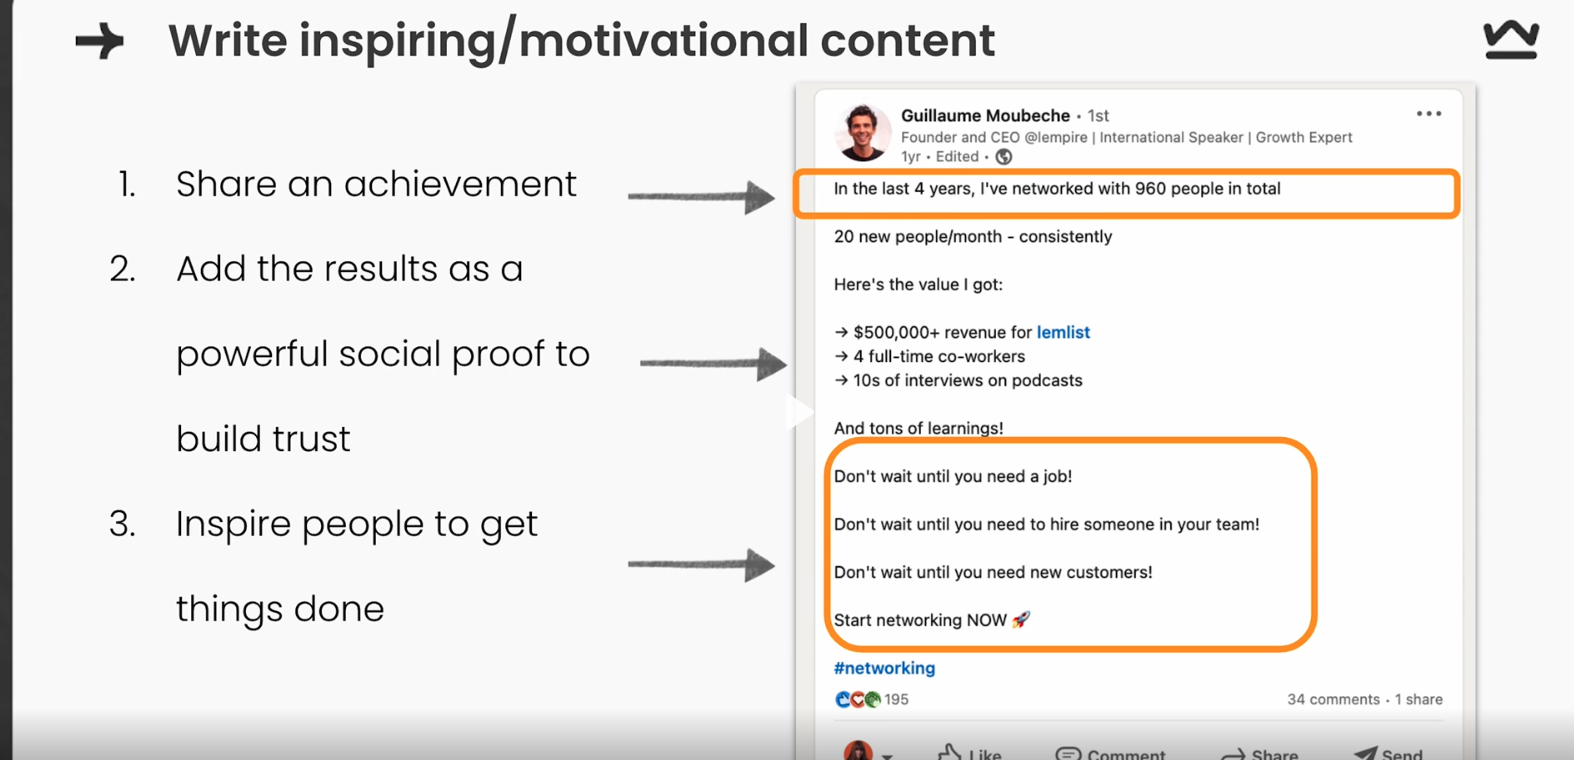 Write inspiring/motivational content
1. Share an achievement
2. Add the results as a
powerful social proof to
build trust
3. Inspire people to get
things done
Guillaume Moubeche • 1st
Founder and CEO @lempire | International Speaker | Growth Expert
1yr • Edited •
In the last 4 years, I've networked with 960 people in total
20 new people/month - consistently
Here's the value I got:
→ $500,000+ revenue for lemlist
→ 4 full-time co-workers
→ 10s of interviews on podcasts
And tons of learnings!
Don't wait until you need a job!
Don't wait until you need to hire someone in your team!
Don't wait until you need new customers!
Start networking NOW 🚀
#networking
195
34 comments • 1 share
Like Comment Share Send